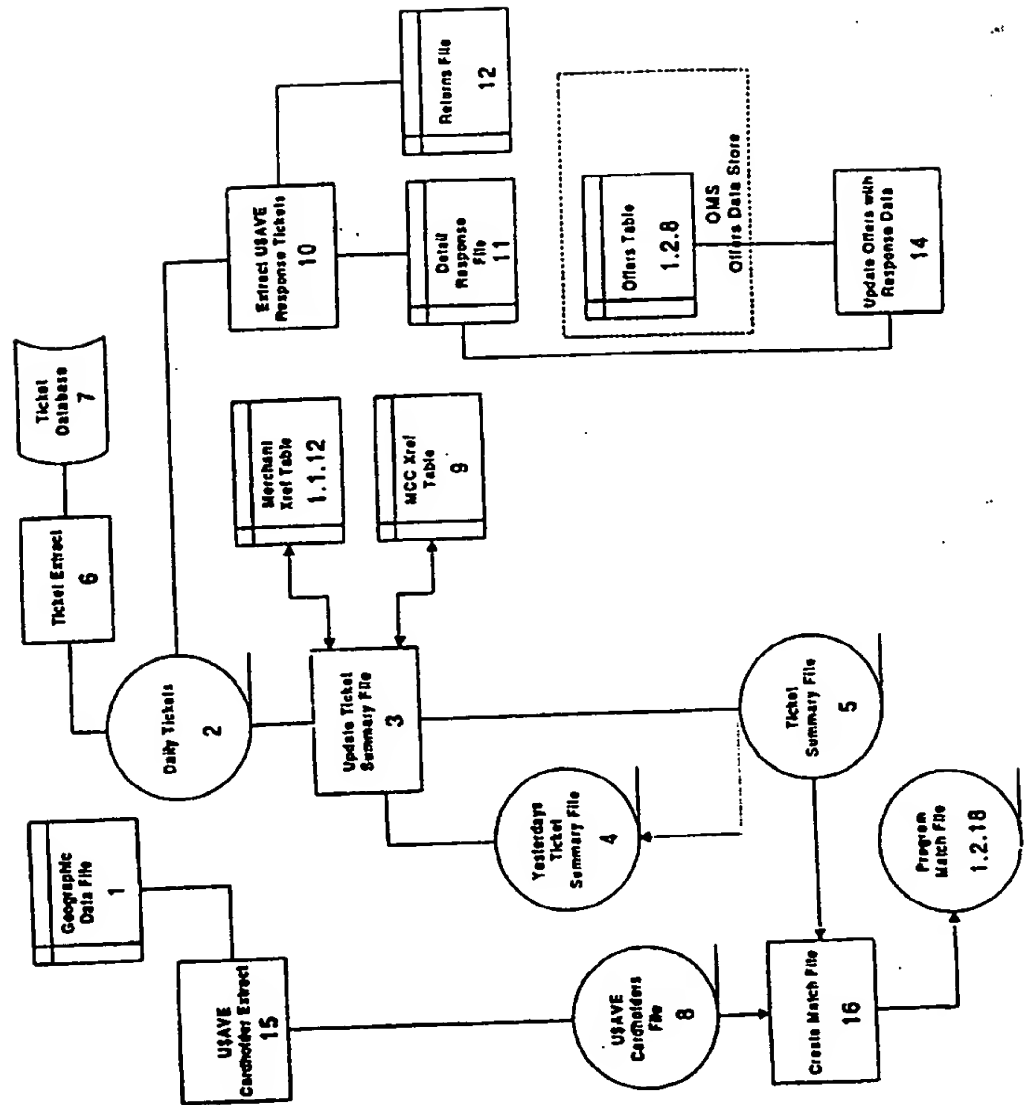 Ticket
Database
7
Ticket Extract
6
Daily Tickets
2
Geographic
Data File
1
USAVE
Cardholder Extract
15
Extract USAVE
Response Tickets
10
Returns File
12
Detail
Response
File
11
Merchant
Xref Table
1.1.12
MCC Xref
Table
9
Update Ticket
Summary File
3
Yesterdays
Ticket
Summary File
4
Ticket
Summary File
5
Offers Table
1.2.8
OMS
Offers Data Store
Update Offers with
Response Data
14
USAVE
Cardholders
File
8
Create Match File
16
Program
Match File
1.2.18